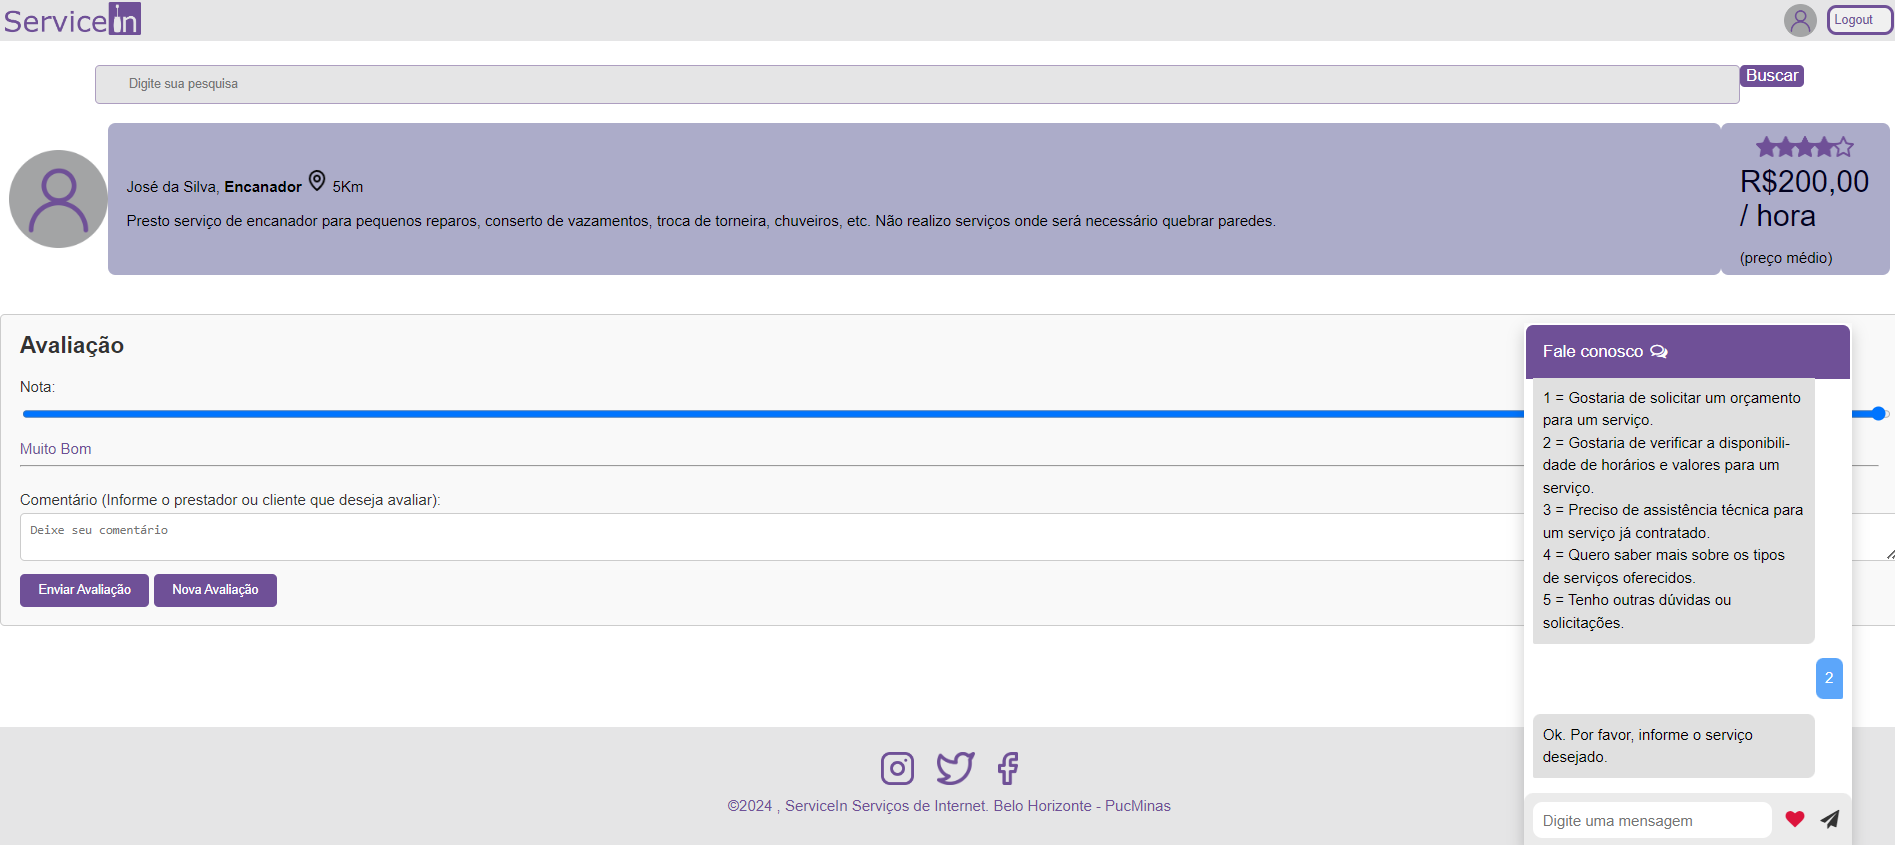 ServiceIn
Logout
Digite sua pesquisa
Buscar
José da Silva, Encanador 5Km
Presto serviço de encanador para pequenos reparos, conserto de vazamentos, troca de torneira, chuveiros, etc. Não realizo serviços onde será necessário quebrar paredes.
R$200,00
/ hora
(preço médio)
Avaliação
Nota:
Muito Bom
Comentário (Informe o prestador ou cliente que deseja avaliar):
Deixe seu comentário
Enviar Avaliação
Nova Avaliação
Fale conosco
1 = Gostaria de solicitar um orçamento
para um serviço.
2 = Gostaria de verificar a disponibili-
dade de horários e valores para um
serviço.
3 = Preciso de assistência técnica para
um serviço já contratado.
4 = Quero saber mais sobre os tipos
de serviços oferecidos.
5 = Tenho outras dúvidas ou
solicitações.
2
Ok. Por favor, informe o serviço
desejado.
Digite uma mensagem
©2024 , ServiceIn Serviços de Internet. Belo Horizonte - PucMinas